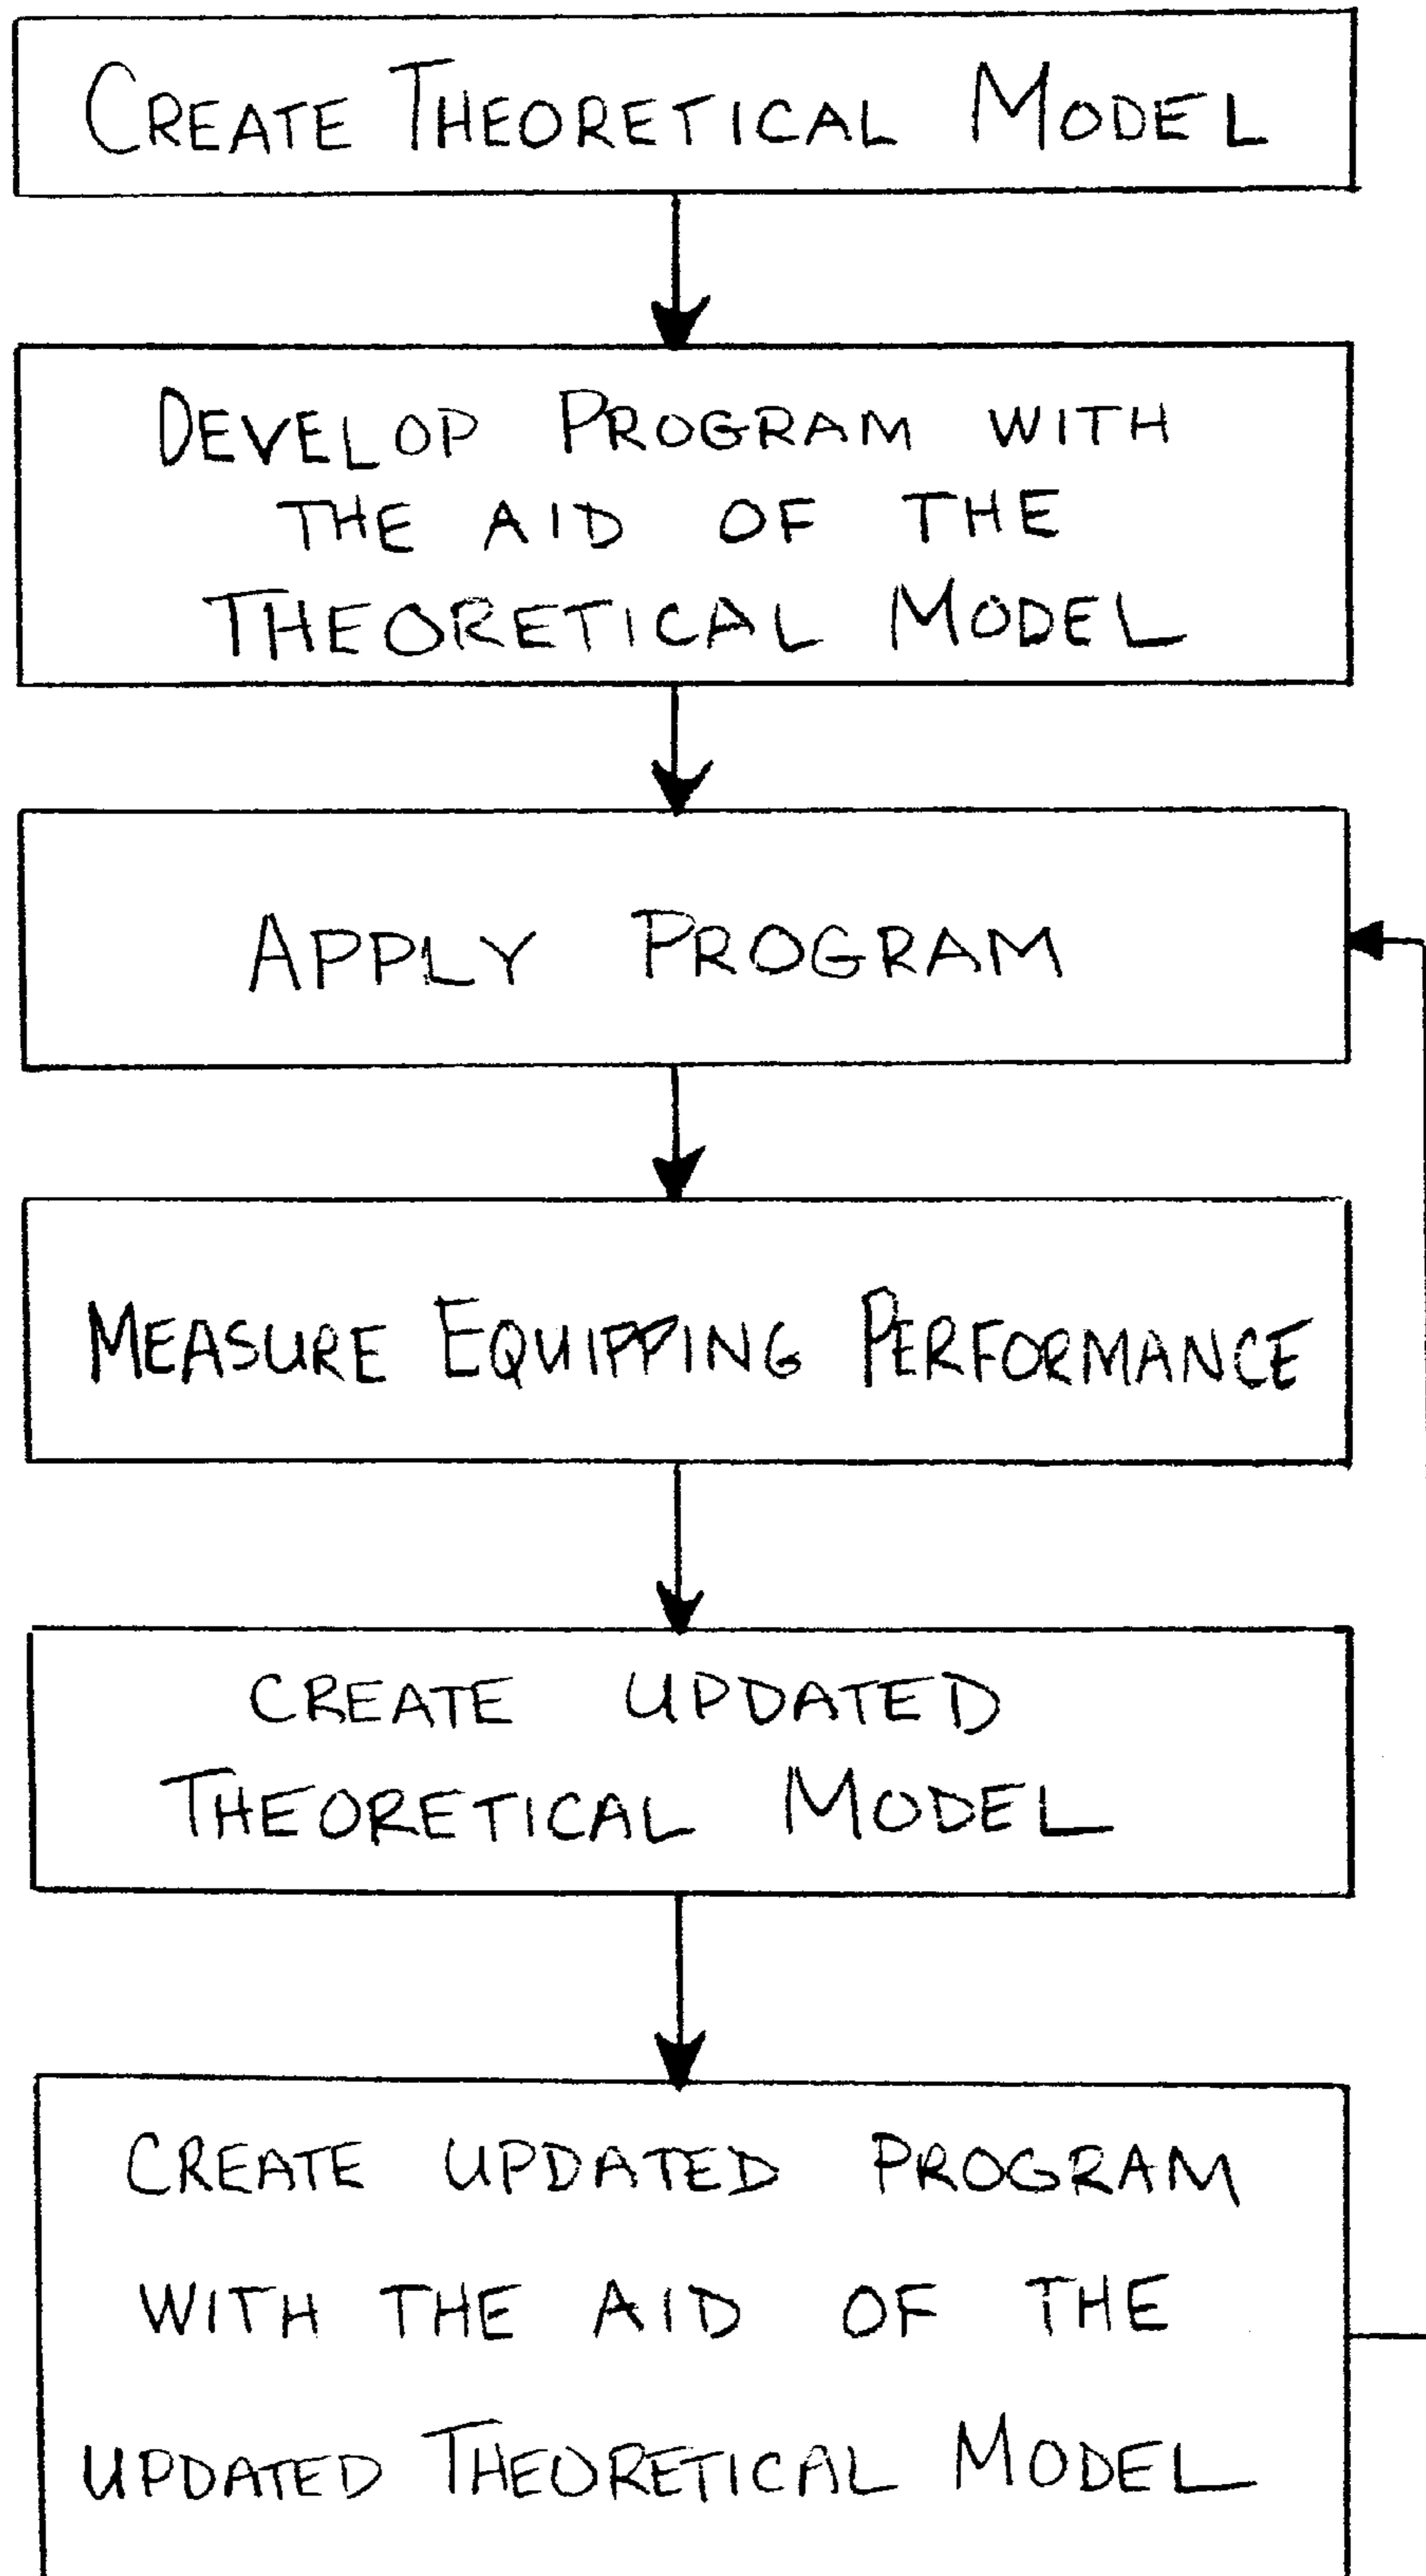 CREATE THEORETICAL MODEL
DEVELOP PROGRAM WITH
THE AID OF THE
THEORETICAL MODEL
APPLY PROGRAM
MEASURE EQUIPPING PERFORMANCE
CREATE UPDATED
THEORETICAL MODEL
CREATE UPDATED PROGRAM
WITH THE AID OF THE
UPDATED THEORETICAL MODEL